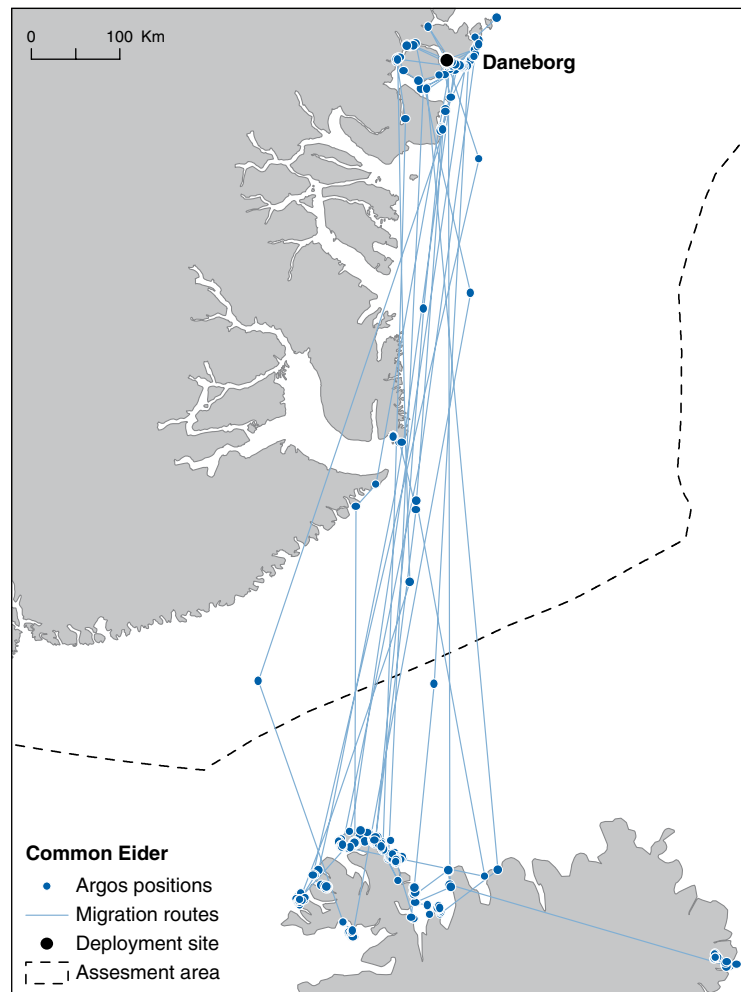 0 100 Km
Daneborg
Common Eider
Argos positions
Migration routes
Deployment site
Assesment area